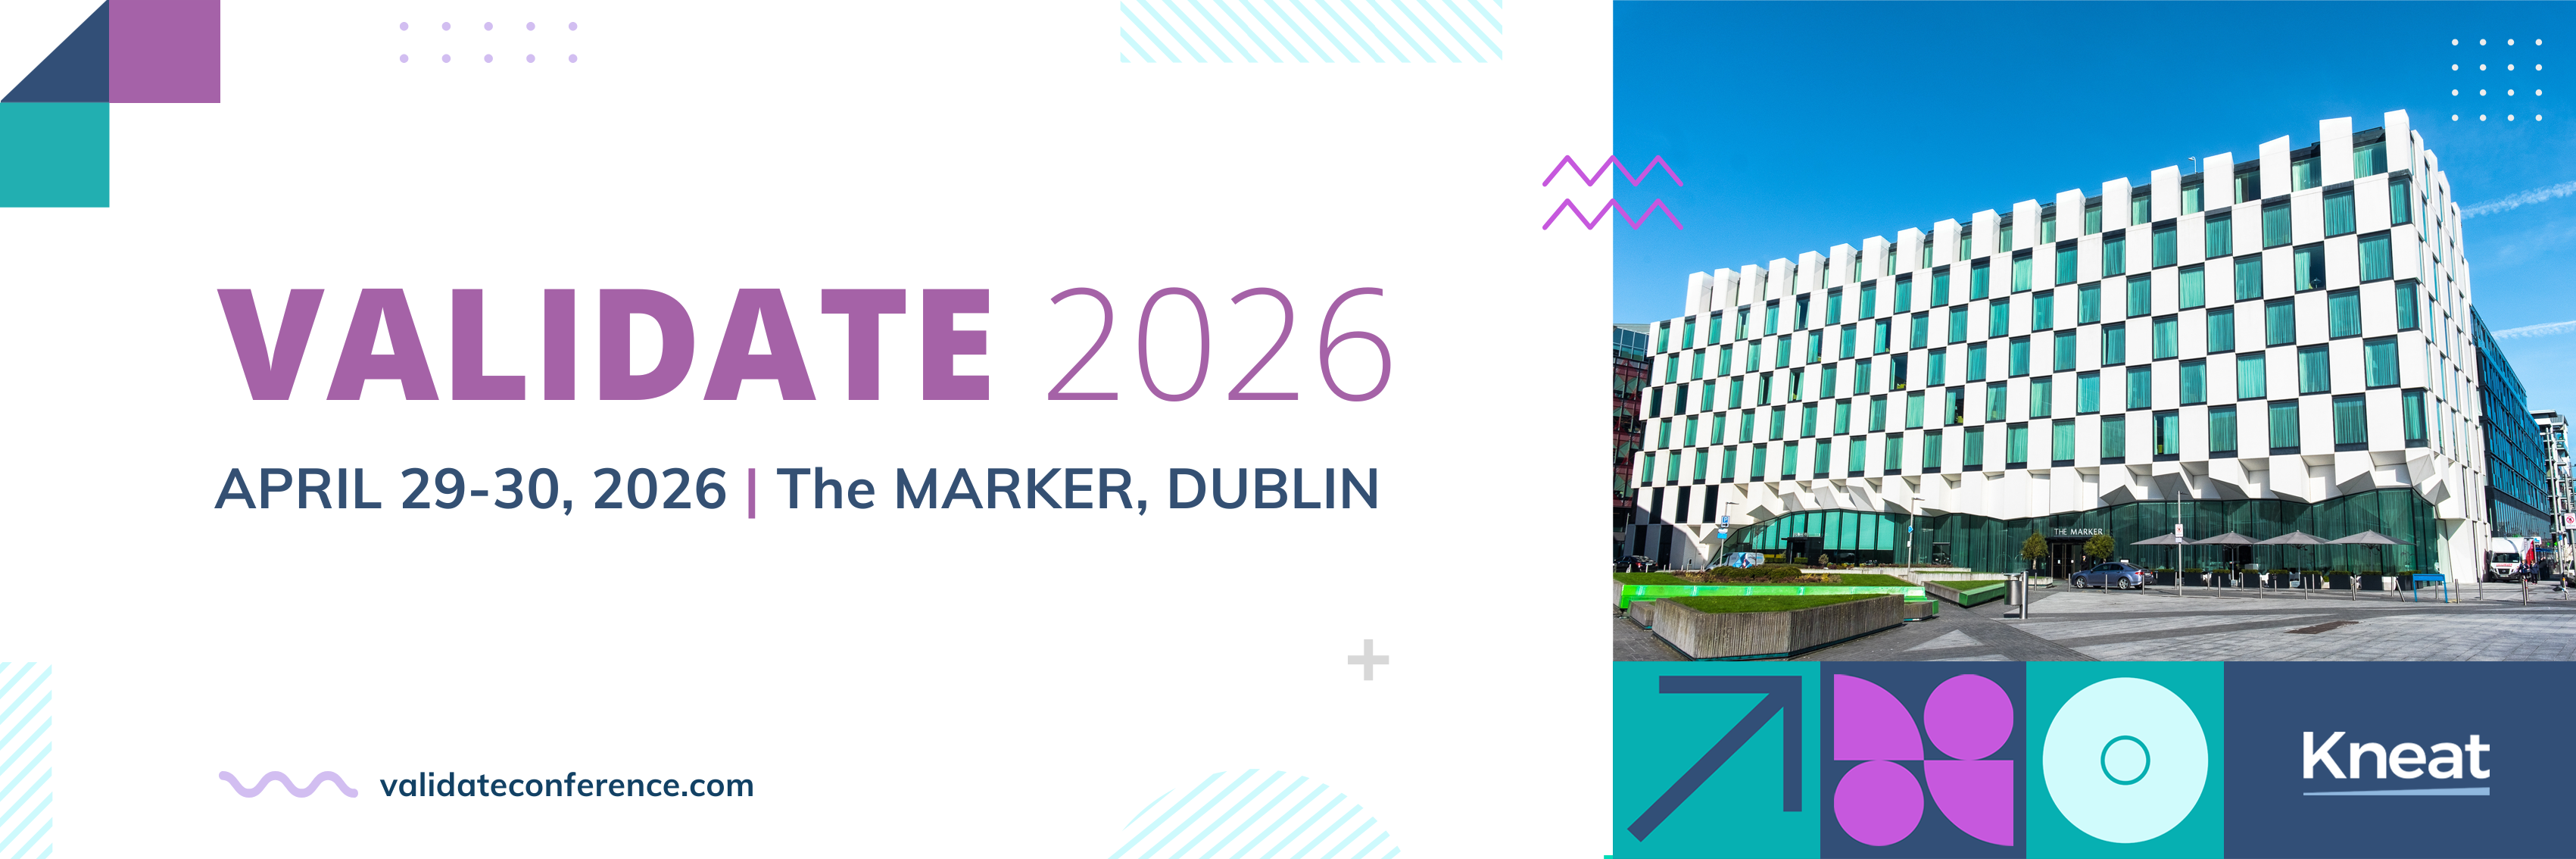 VALIDATE 2026
APRIL 29-30, 2026 | The MARKER, DUBLIN
validateconference.com
THE MARKER
Kneat